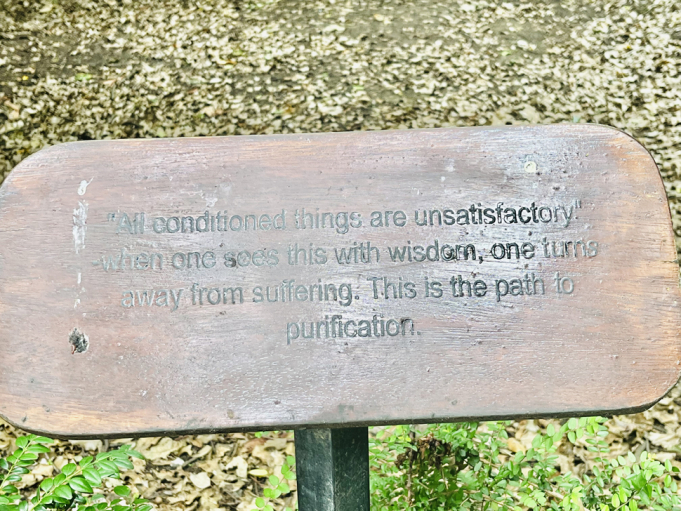 "All conditioned things are unsatisfactory."
-when one sees this with wisdom, one turns
away from suffering. This is the path to
purification.